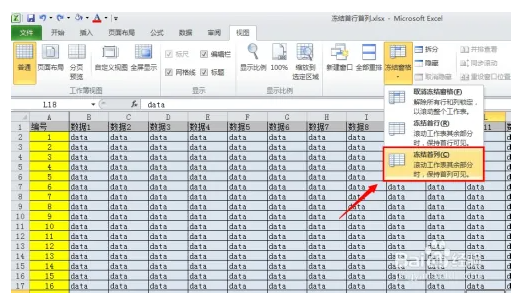 冻结首行首列.xlsx - Microsoft Excel
文件 开始 插入 页面布局 公式 数据 审阅 视图
普通 页面布局 分页预览 自定义视图 全屏显示
工作簿视图
标尺 编辑栏
网格线 标题
显示
显示比例 100% 缩放到选定区域
显示比例
新建窗口 全部重排 冻结窗格
拆分
隐藏
取消隐藏
并排查看
同步滚动
重设窗口位置
取消冻结窗格(F)
解除所有行和列锁定,
以滚动整个工作表。
冻结首行(R)
滚动工作表其余部分
时,保持首行可见。
冻结首列(C)
滚动工作表其余部分
时,保持首列可见。
L18 fx data
A B C D E F G H I L
1 编号 数据1 数据2 数据3 数据4 数据5 数据6 数据7 数据8 11
2 1 data data data data data data data data
3 2 data data data data data data data data
4 3 data data data data data data data data
5 4 data data data data data data data data
6 5 data data data data data data data data
7 6 data data data data data data data data data data data
8 7 data data data data data data data data data data data
9 8 data data data data data data data data data data data
10 9 data data data data data data data data data data data
11 10 data data data data data data data data data data data
12 11 data data data data data data data data data data data
13 12 data data data data data data data data data data data
14 13 data data data data data data data data
15 14 data data data data data data data data
16 15 data data data data data data data data
17 16 data data data data data data data data
Baidu 经验